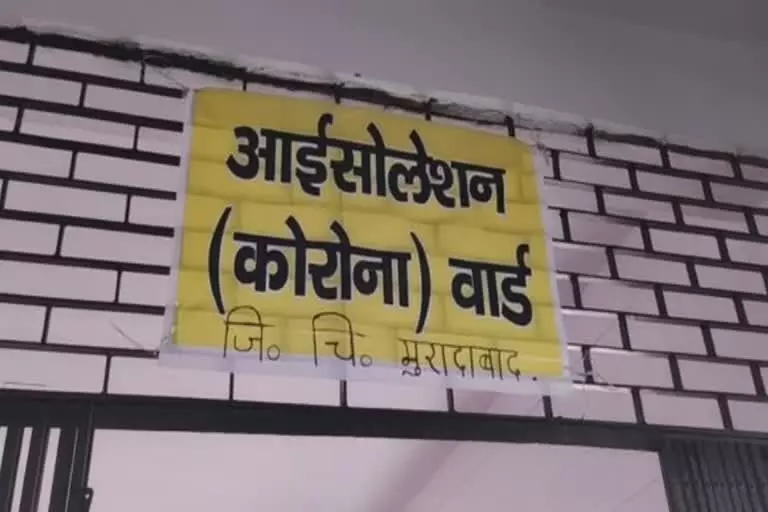 आईसोलेशन
(कोरोना) वार्ड
जि॰ चि॰ मुरादाबाद.